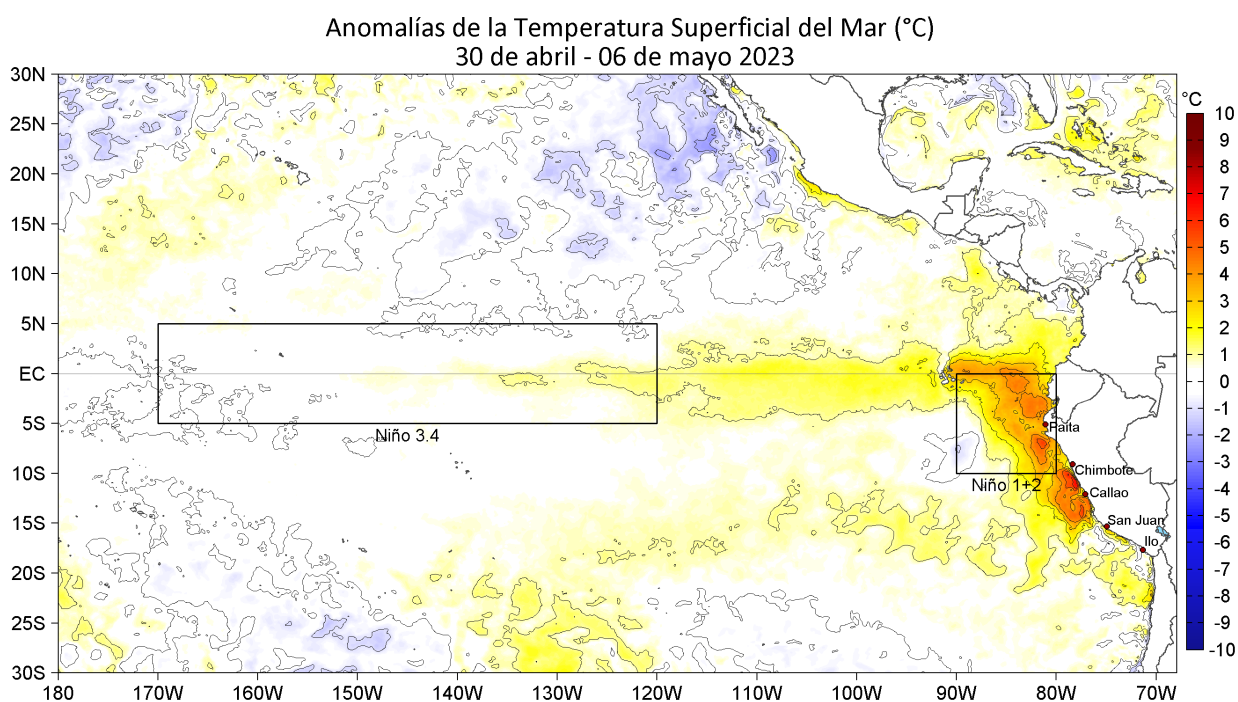 Anomalías de la Temperatura Superficial del Mar (°C)
30 de abril - 06 de mayo 2023
30N
25N
20N
15N
10N
5N
EC
5S
10S
15S
20S
25S
30S
180
170W
160W
150W
140W
130W
120W
110W
100W
90W
80W
70W
Niño 3.4
Niño 1+2
Paita
Chimbote
Callao
San Juan
Ilo
°C
10
9
8
7
6
5
4
3
2
1
0
-1
-2
-3
-4
-5
-6
-7
-8
-9
-10